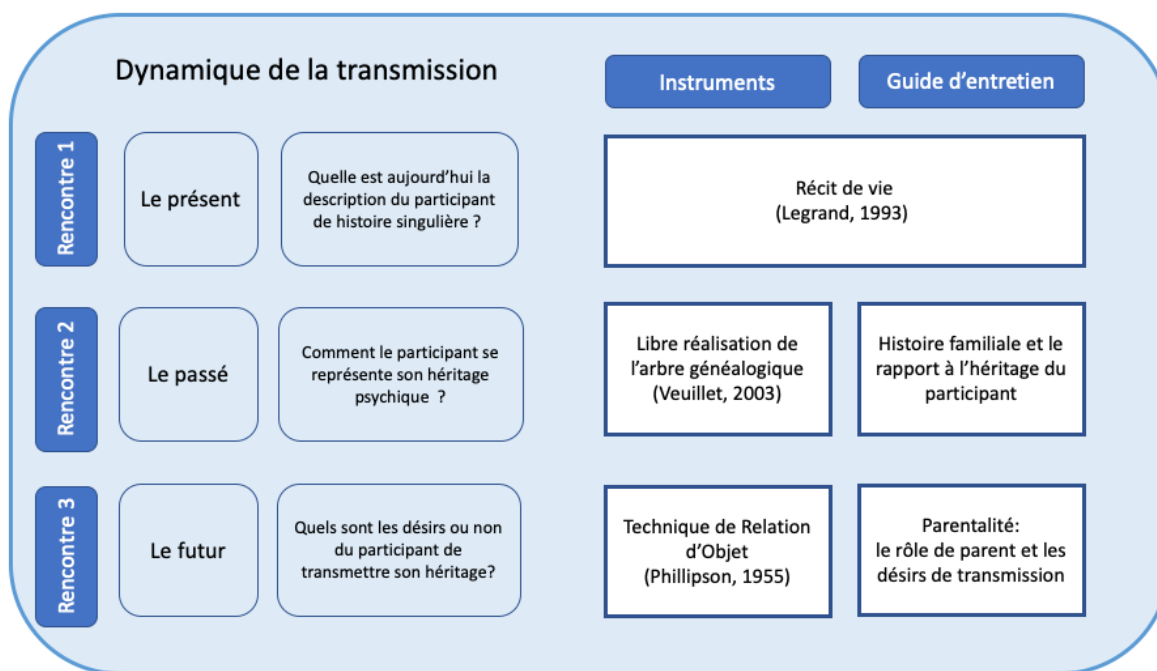 Dynamique de la transmission
Instruments
Guide d'entretien
Rencontre 1
Le présent
Quelle est aujourd'hui la
description du participant
de histoire singulière ?
Récit de vie
(Legrand, 1993)
Rencontre 2
Le passé
Comment le participant se
représente son héritage
psychique  ?
Libre réalisation de
l'arbre généalogique
(Veuillet, 2003)
Histoire familiale et le
rapport à l'héritage du
participant
Rencontre 3
Le futur
Quels sont les désirs ou non
du participant de
transmettre son héritage?
Technique de Relation
d'Objet
(Phillipson, 1955)
Parentalité:
le rôle de parent et les
désirs de transmission